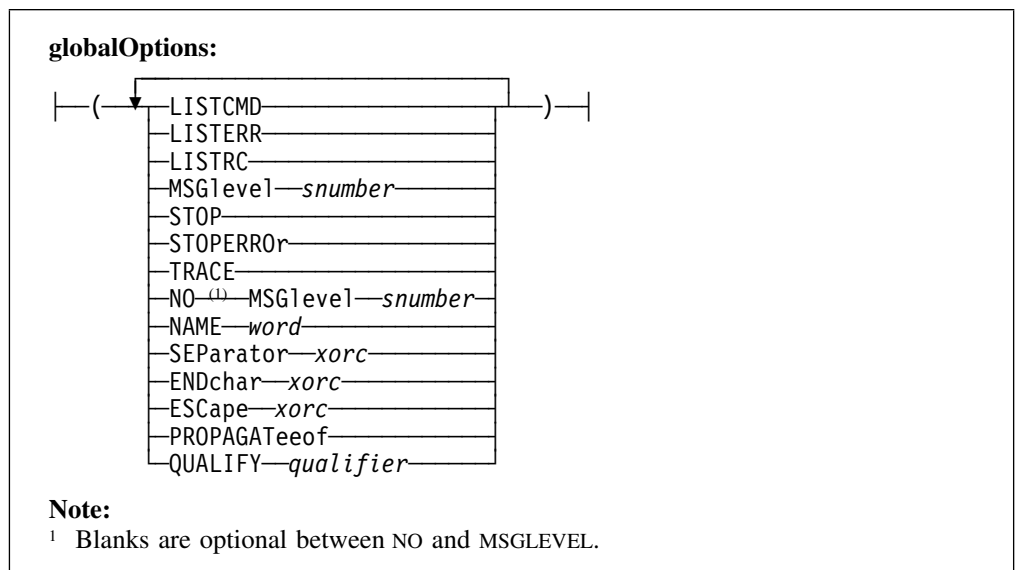 globalOptions:
( LISTCMD )
LISTERR
LISTRC
MSGlevel snumber
STOP
STOPERROr
TRACE
NO (1) MSGlevel snumber
NAME word
SEParator xorc
ENDchar xorc
ESCape xorc
PROPAGATeeof
QUALIFY qualifier
Note:
1 Blanks are optional between NO and MSGLEVEL.